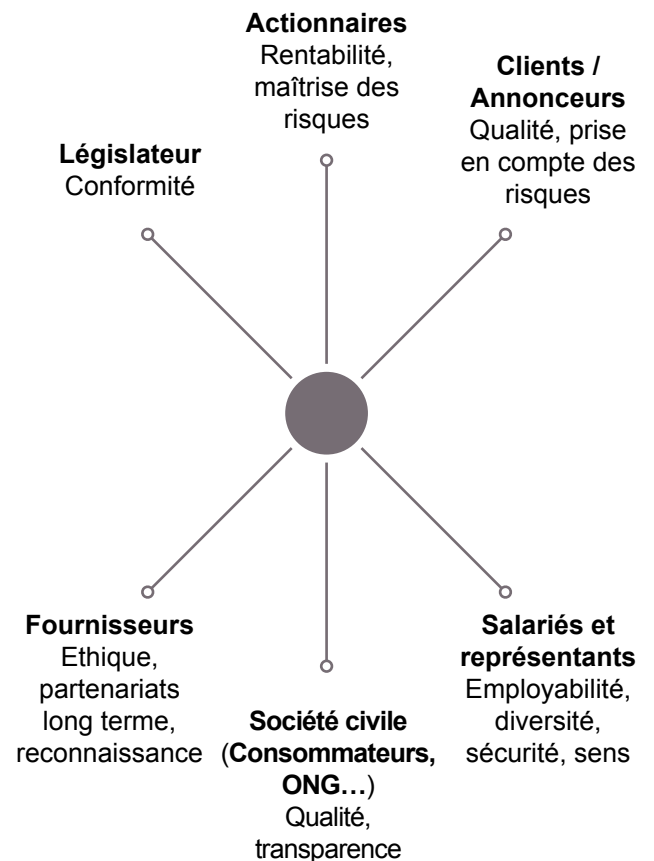 Actionnaires
Rentabilité,
maîtrise des
risques
Clients /
Annonceurs
Qualité, prise
en compte des
risques
Législateur
Conformité
Fournisseurs
Ethique,
partenariats
long terme,
reconnaissance
Société civile
(Consommateurs,
ONG…)
Qualité,
transparence
Salariés et
représentants
Employabilité,
diversité,
sécurité, sens